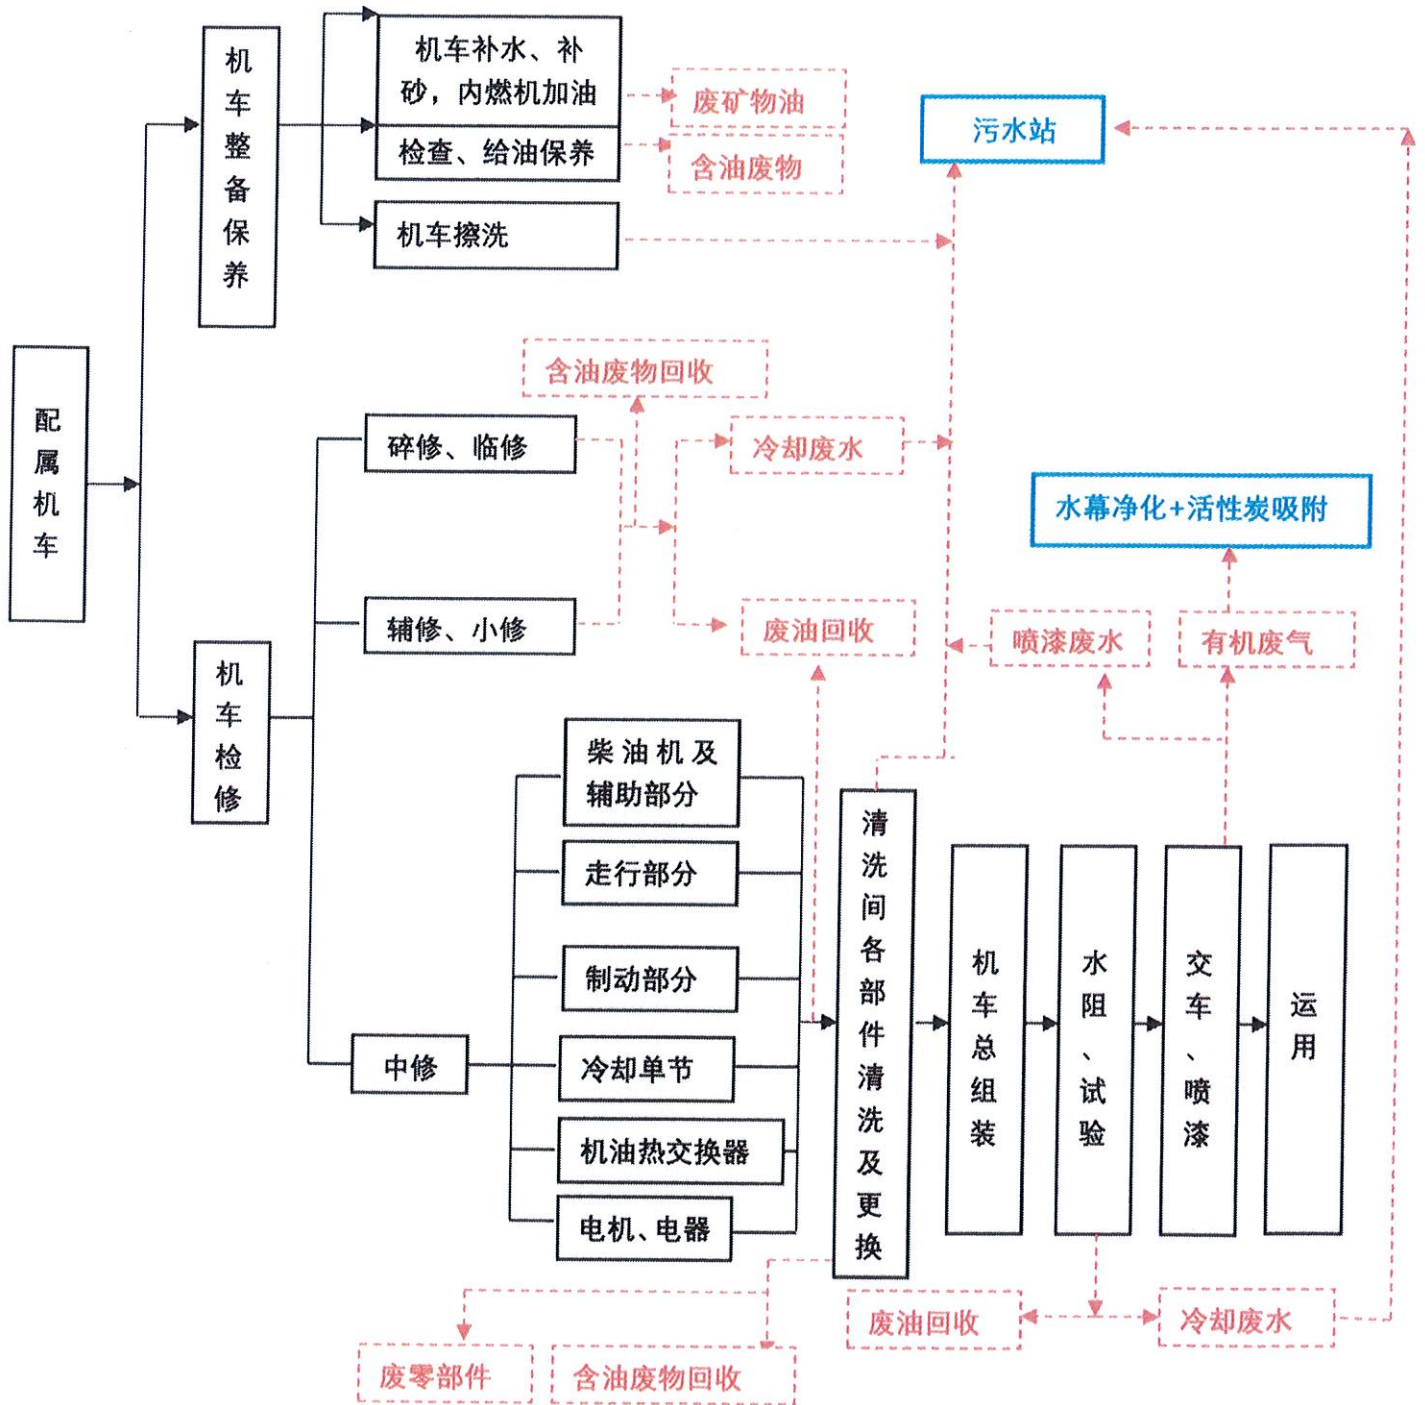 配属机车
机车整备保养
机车补水、补
砂，内燃机加油
检查、给油保养
机车擦洗
废矿物油
含油废物
污水站
机车检修
碎修、临修
辅修、小修
含油废物回收
冷却废水
废油回收
水幕净化+活性炭吸附
喷漆废水
有机废气
中修
柴油机及
辅助部分
走行部分
制动部分
冷却单节
机油热交换器
电机、电器
清洗间各部件清洗及更换
机车总组装
水阻、试验
交车、喷漆
运用
废零部件
含油废物回收
废油回收
冷却废水